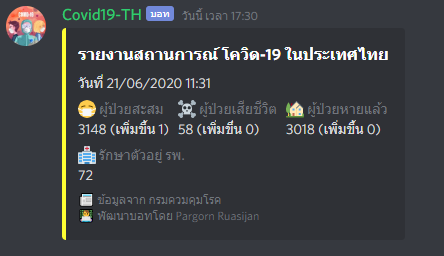 Covid19-TH บอท วันนี้ เวลา 17:30
รายงานสถานการณ์ โควิด-19 ในประเทศไทย
วันที่ 21/06/2020 11:31
ผู้ป่วยสะสม ผู้ป่วยเสียชีวิต ผู้ป่วยหายแล้ว
3148 (เพิ่มขึ้น 1) 58 (เพิ่มขึ้น 0) 3018 (เพิ่มขึ้น 0)
รักษาตัวอยู่ รพ.
72
ข้อมูลจาก กรมควบคุมโรค
พัฒนาบอทโดย Pargorn Ruasijan